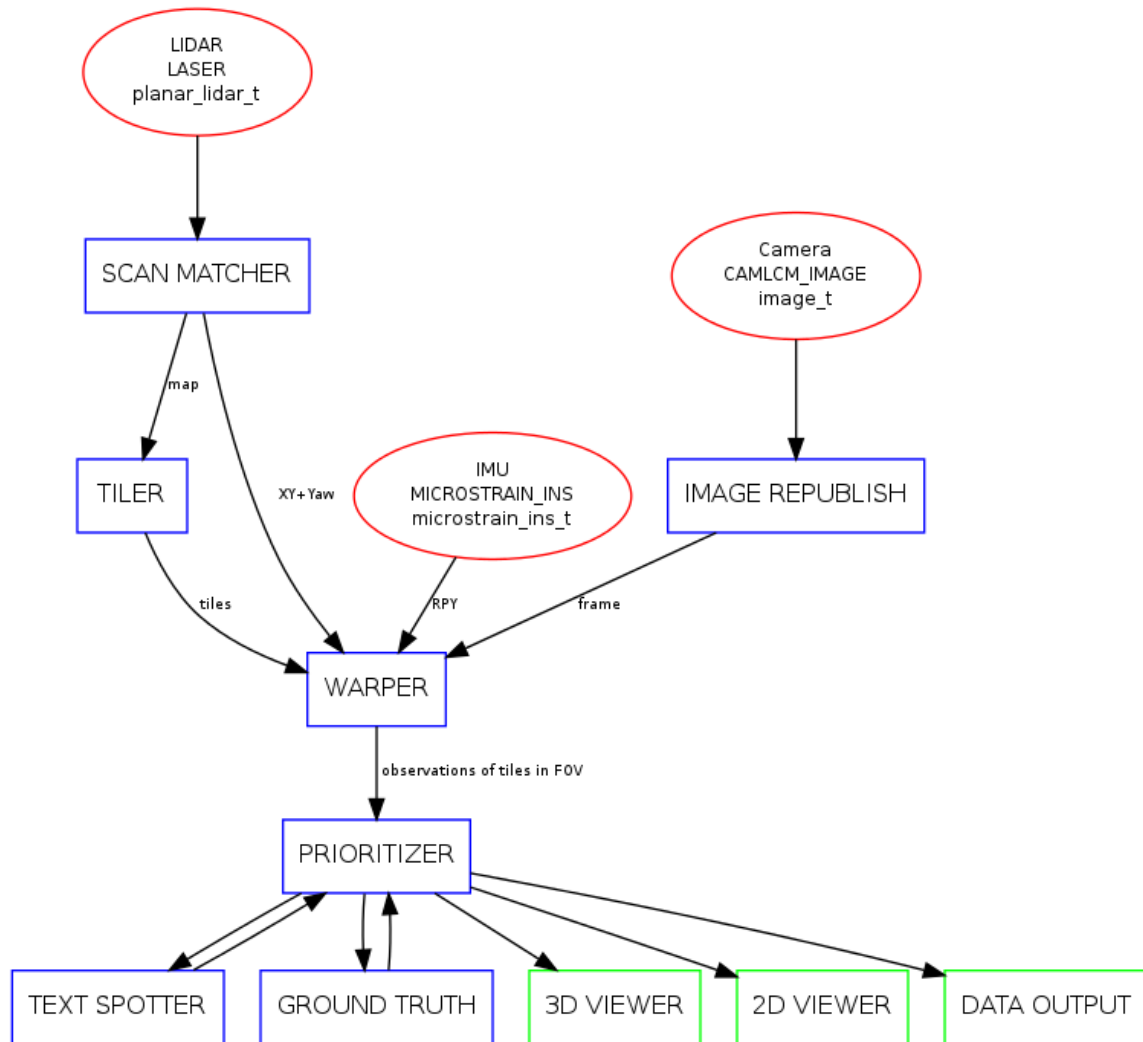 LIDAR
LASER
planar_lidar_t
SCAN MATCHER
Camera
CAMLCM_IMAGE
image_t
map
TILER
XY+Yaw
IMU
MICROSTRAIN_INS
microstrain_ins_t
IMAGE REPUBLISH
tiles
RPY
frame
WARPER
observations of tiles in FOV
PRIORITIZER
TEXT SPOTTER
GROUND TRUTH
3D VIEWER
2D VIEWER
DATA OUTPUT